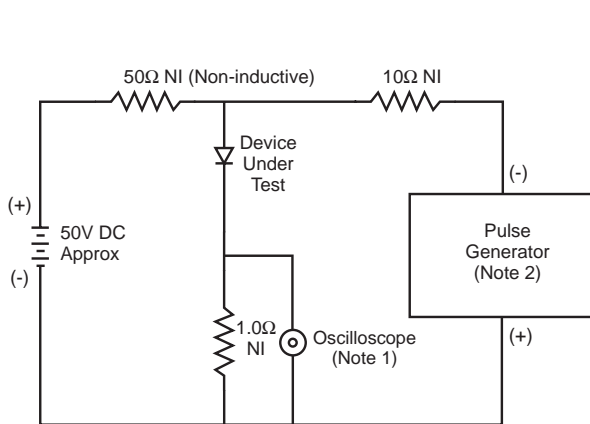 50Ω NI (Non-inductive)
10Ω NI
Device
Under
Test
(-)
(+)
50V DC
Approx
(-)
Pulse
Generator
(Note 2)
1.0Ω
NI
Oscilloscope
(Note 1)
(+)